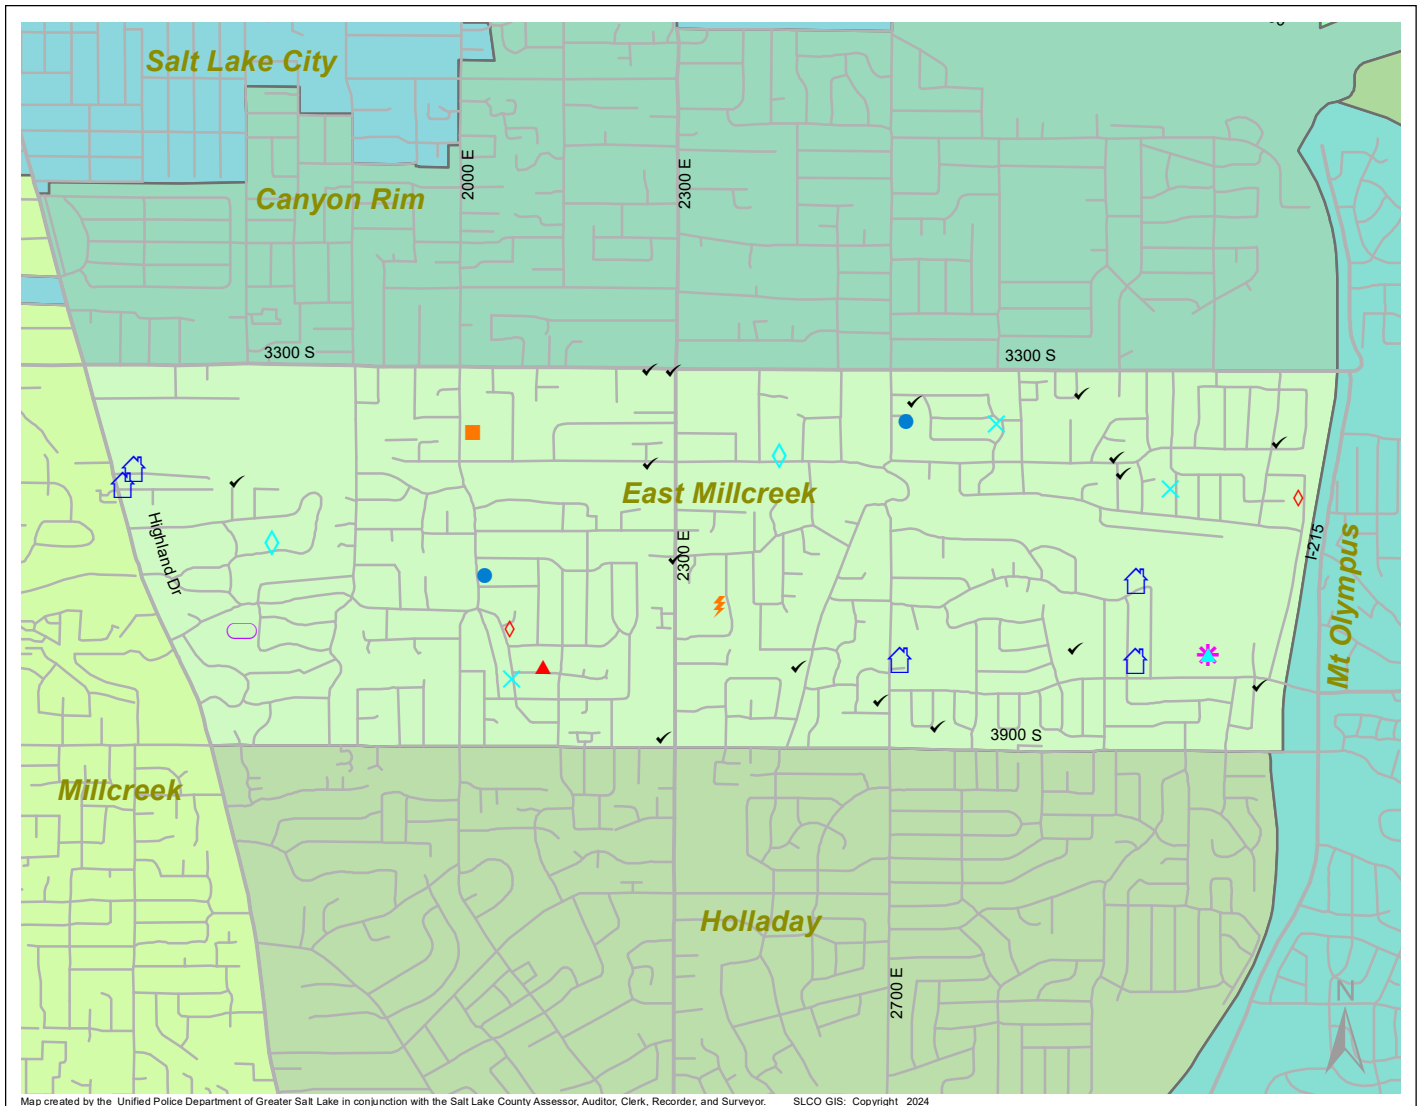 Salt Lake City
Canyon Rim
2000 E
2300 E
3300 S
3300 S
East Millcreek
Highland Dr
2300 E
I-215
Mt Olympus
3900 S
Millcreek
Holladay
2700 E
N
Map created by the Unified Police Department of Greater Salt Lake in conjunction with the Salt Lake County Assessor, Auditor, Clerk, Recorder, and Surveyor. SLCO GIS: Copyright 2024